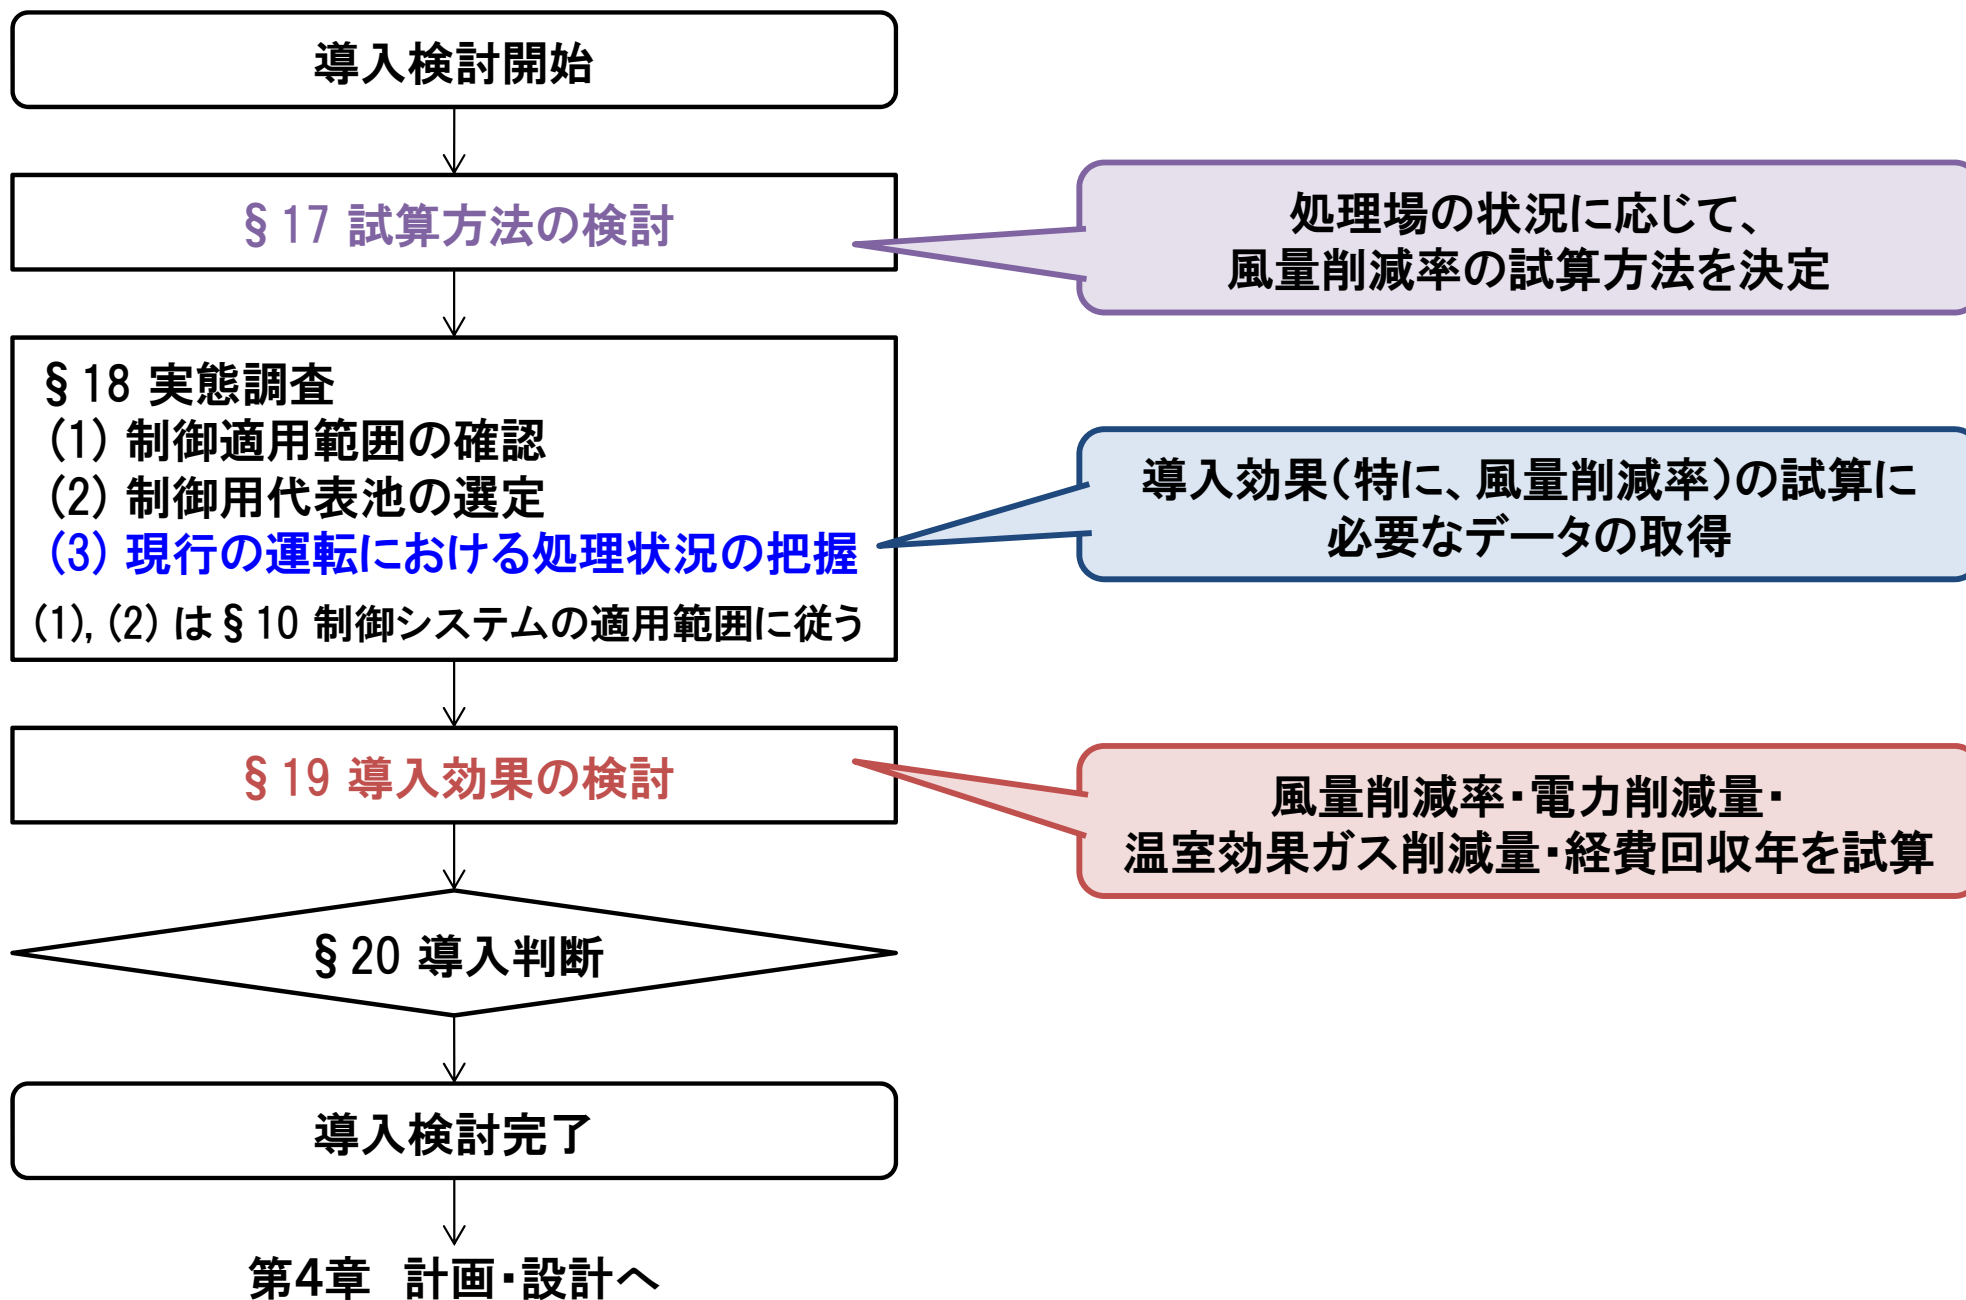 導入検討開始
§17 試算方法の検討
処理場の状況に応じて、
風量削減率の試算方法を決定
§18 実態調査
(1) 制御適用範囲の確認
(2) 制御用代表池の選定
(3) 現行の運転における処理状況の把握
(1), (2) は§10 制御システムの適用範囲に従う
導入効果(特に、風量削減率)の試算に
必要なデータの取得
§19 導入効果の検討
風量削減率・電力削減量・
温室効果ガス削減量・経費回収年を試算
§20 導入判断
導入検討完了
第4章　計画・設計へ